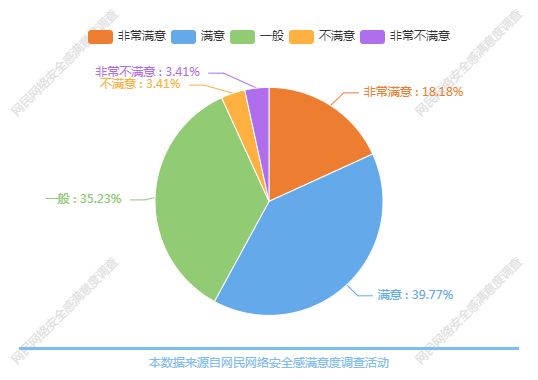 网民网络安全感满意度调查
网民网络安全感满意度调查
非常满意 满意 一般 不满意 非常不满意
非常不满意 : 3.41%
不满意 : 3.41%
非常满意 : 18.18%
一般 : 35.23%
满意 : 39.77%
网民网络安全感满意度调查
网民网络安全感满意度调查
本数据来源自网民网络安全感满意度调查活动